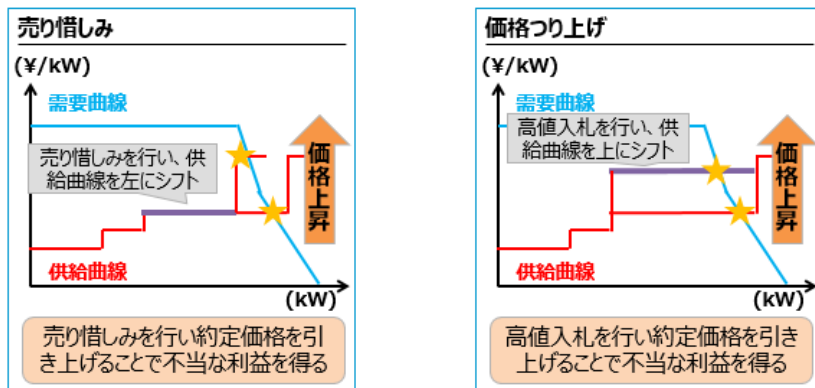 売り惜しみ
(¥/kW)
需要曲線
売り惜しみを行い、供
給曲線を左にシフト
価格上昇
供給曲線
(kW)
売り惜しみを行い約定価格を引
き上げることで不当な利益を得る
価格つり上げ
(¥/kW)
需要曲線
高値入札を行い、供
給曲線を上にシフト
価格上昇
供給曲線
(kW)
高値入札を行い約定価格を引き
上げることで不当な利益を得る